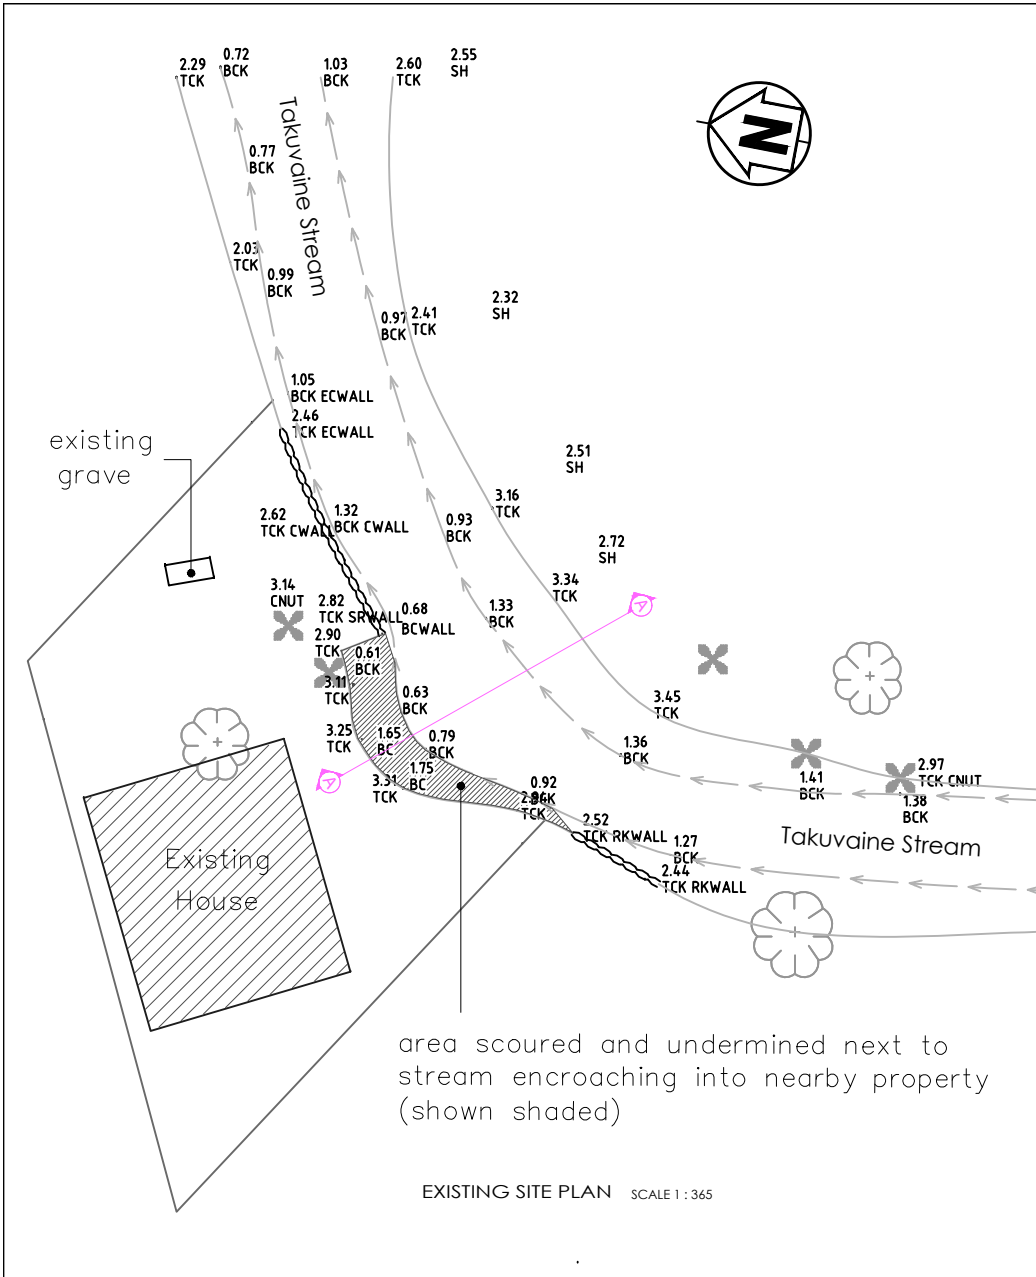 2.29
TCK
0.72
BCK
1.03
BCK
2.60
TCK
2.55
SH
N
Takuvaine Stream
0.77
BCK
2.03
TCK
0.99
BCK
0.97
BCK
2.41
TCK
2.32
SH
1.05
BCK ECWALL
2.46
TCK ECWALL
existing
grave
2.51
SH
3.16
TCK
2.62
TCK CWALL
1.32
BCK CWALL
0.93
BCK
2.72
SH
3.34
TCK
3.14
CNUT
2.82
TCK SRWALL
0.68
BCWALL
1.33
BCK
A
2.90
TCK
0.61
BCK
3.11
TCK
0.63
BCK
3.45
TCK
3.25
TCK
1.65
BC
0.79
BCK
1.36
BCK
A
3.31
TCK
1.75
BC
0.92
BCK
TCK
1.41
BCK
2.97
TCK CNUT
1.38
BCK
2.52
TCK RKWALL
1.27
BCK
Takuvaine Stream
2.44
TCK RKWALL
Existing
House
area scoured and undermined next to
stream encroaching into nearby property
(shown shaded)
EXISTING SITE PLAN SCALE 1 : 365